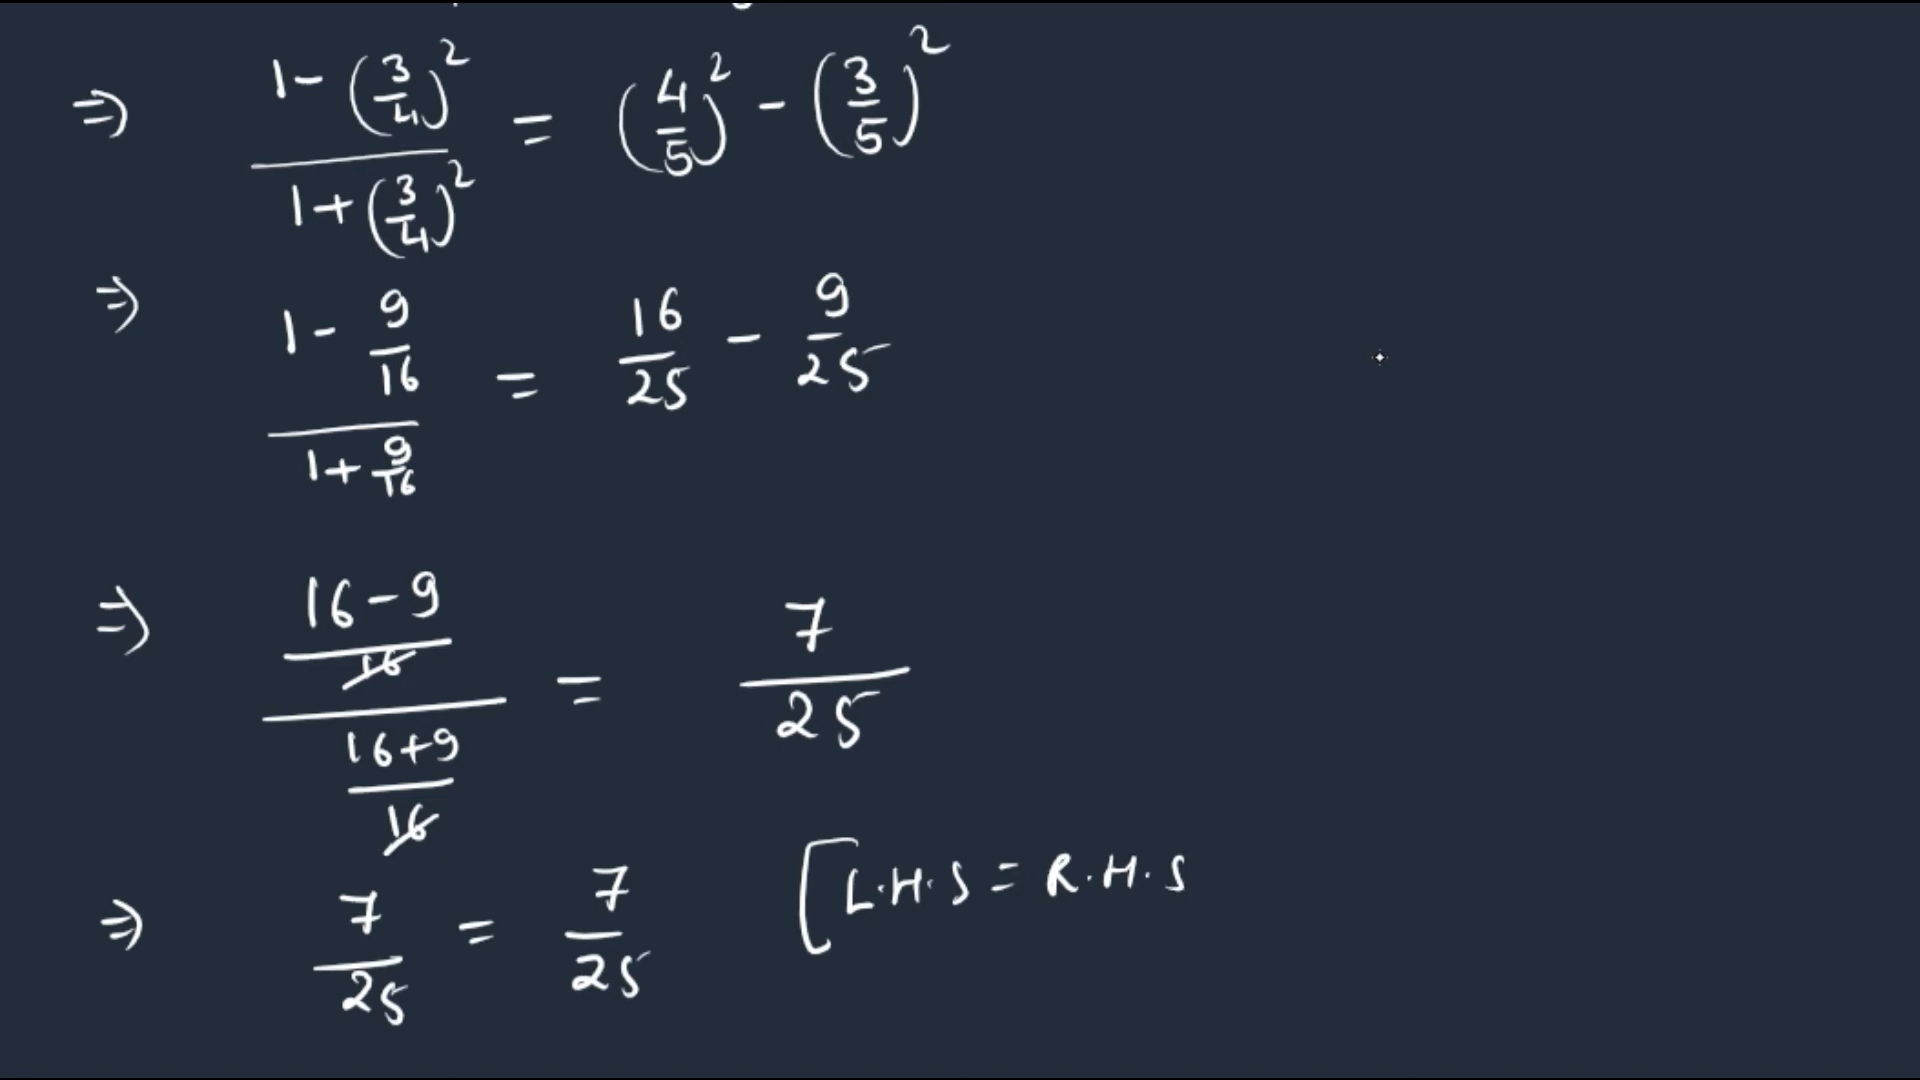 ⇒ (1 - (3/4)²) / (1 + (3/4)²) = (4/5)² - (3/5)²
⇒ (1 - 9/16) / (1 + 9/16) = 16/25 - 9/25
⇒ ((16 - 9)/16) / ((16 + 9)/16) = 7/25
⇒ 7/25 = 7/25 [L.H.S = R.H.S